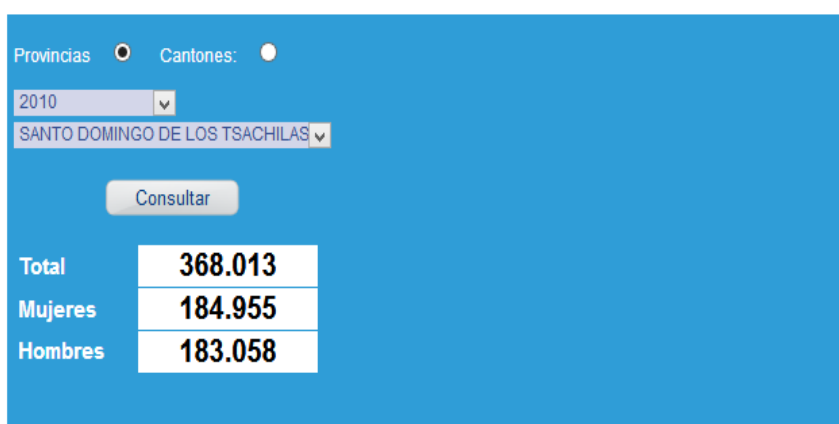 Provincias Cantones:
2010
SANTO DOMINGO DE LOS TSACHILAS
Consultar
Total 368.013
Mujeres 184.955
Hombres 183.058